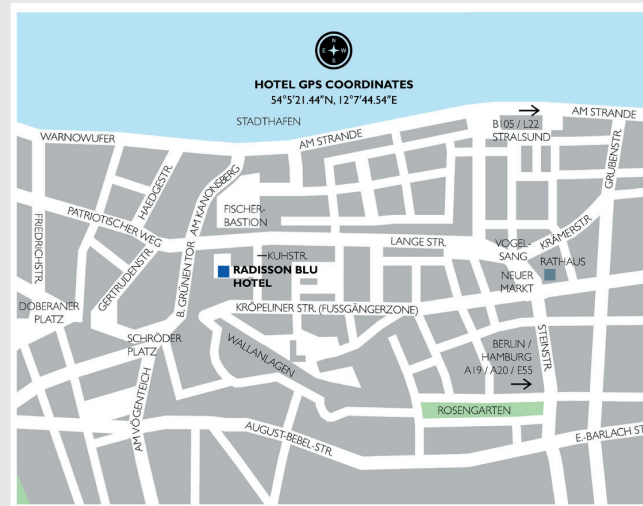 N
E W
S
HOTEL GPS COORDINATES
54°5'21.44"N, 12°7'44.54"E
STADTHAFEN
AM STRANDE
B 105 / L22
STRALSUND
WARNOWUFER
AM STRANDE
GRUBENSTR.
HAEDGESTR.
AM KANONSBERG
FISCHER-
BASTION
FRIEDRICHSTR.
PATRIOTISCHER WEG
LANGE STR.
VOGEL-
SANG
KRÄMERSTR.
KUHSTR.
RADISSON BLU
HOTEL
RATHAUS
NEUER
MARKT
GERTRUDENSTR.
B. GRÜNEN TOR
KRÖPELINER STR. (FUSSGÄNGERZONE)
DOBERANER
PLATZ
SCHRÖDER
PLATZ
WALLANLAGEN
STEINSTR.
BERLIN /
HAMBURG
A19 / A20 / E55
AM VÖGENTEICH
ROSENGARTEN
AUGUST-BEBEL-STR.
E.-BARLACH ST